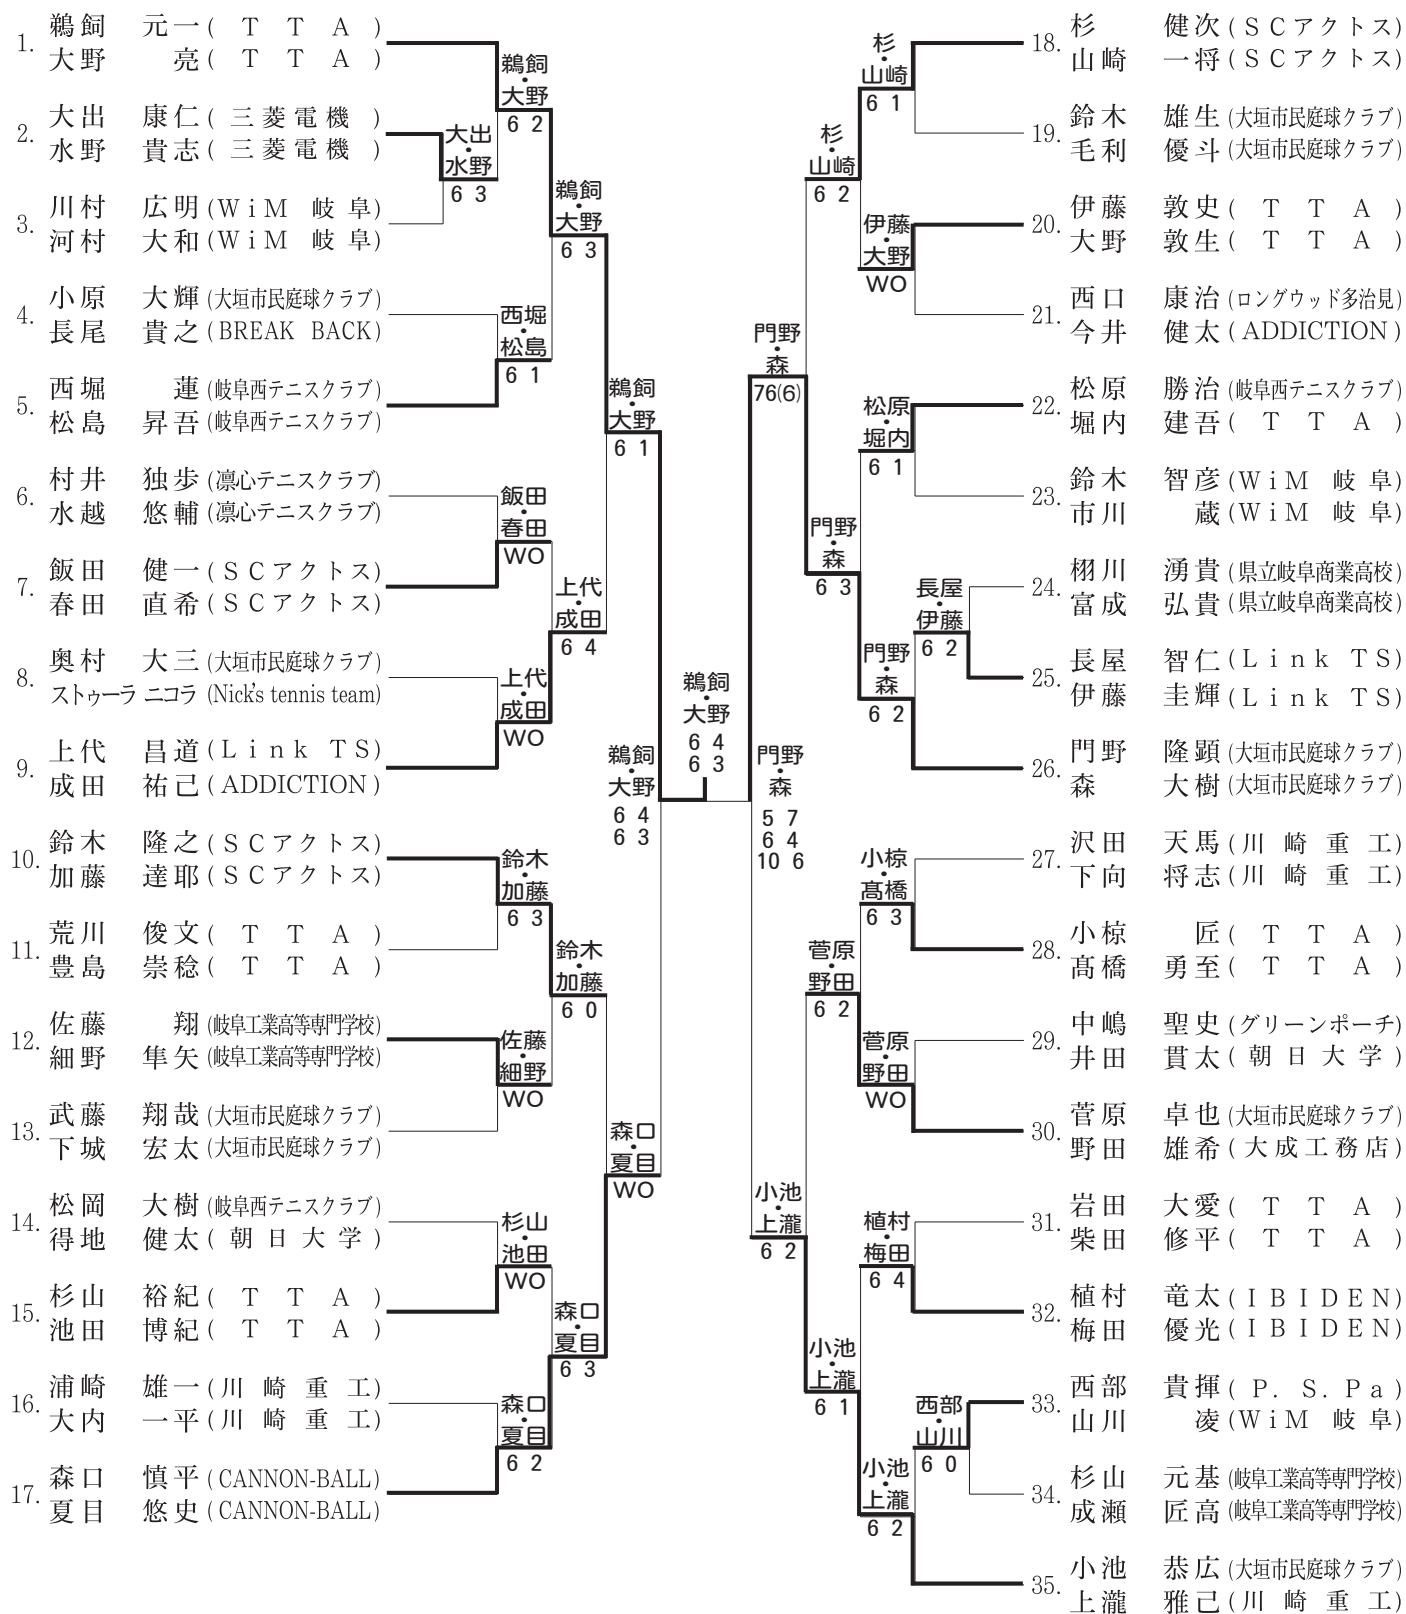 1. 鵜飼 元一 (TTA)
大野 亮 (TTA)
2. 大出 康仁 (三菱電機)
水野 貴志 (三菱電機)
3. 川村 広明 (WiM 岐阜)
河村 大和 (WiM 岐阜)
4. 小原 大輝 (大垣市民庭球クラブ)
長尾 貴之 (BREAK BACK)
5. 西堀 蓮 (岐阜西テニスクラブ)
松島 昇吾 (岐阜西テニスクラブ)
6. 村井 独歩 (凛心テニスクラブ)
水越 悠輔 (凛心テニスクラブ)
7. 飯田 健一 (SCアクトス)
春田 直希 (SCアクトス)
8. 奥村 大三 (大垣市民庭球クラブ)
ストゥーラ ニコラ (Nick's tennis team)
9. 上代 昌道 (Link TS)
成田 祐己 (ADDICTION)
10. 鈴木 隆之 (SCアクトス)
加藤 達耶 (SCアクトス)
11. 荒川 俊文 (TTA)
豊島 崇稔 (TTA)
12. 佐藤 翔 (岐阜工業高等専門学校)
細野 隼矢 (岐阜工業高等専門学校)
13. 武藤 翔哉 (大垣市民庭球クラブ)
下城 宏太 (大垣市民庭球クラブ)
14. 松岡 大樹 (岐阜西テニスクラブ)
得地 健太 (朝日大学)
15. 杉山 裕紀 (TTA)
池田 博紀 (TTA)
16. 浦崎 雄一 (川崎重工)
大内 一平 (川崎重工)
17. 森口 慎平 (CANNON-BALL)
夏目 悠史 (CANNON-BALL)
大出
・
水野
6 3
鵜飼
・
大野
6 2
西堀
・
松島
6 1
飯田
・
春田
WO
上代
・
成田
WO
鈴木
・
加藤
6 3
佐藤
・
細野
WO
杉山
・
池田
WO
森口
・
夏目
6 2
鵜飼
・
大野
6 3
上代
・
成田
6 4
鈴木
・
加藤
6 0
森口
・
夏目
6 3
鵜飼
・
大野
6 1
森口
・
夏目
WO
鵜飼
・
大野
6 4
6 3
鵜飼
・
大野
6 4
6 3
門野
・
森
5 7
6 4
10 6
門野
・
森
76(6)
小池
・
上瀧
6 2
杉
・
山崎
6 2
門野
・
森
6 3
菅原
・
野田
6 2
小池
・
上瀧
6 1
杉
・
山崎
6 1
伊藤
・
大野
WO
松原
・
堀内
6 1
門野
・
森
6 2
小椋
・
髙橋
6 3
菅原
・
野田
WO
植村
・
梅田
6 4
小池
・
上瀧
6 2
長屋
・
伊藤
6 2
西部
・
山川
6 0
18. 杉 健次 (SCアクトス)
山崎 一将 (SCアクトス)
19. 鈴木 雄生 (大垣市民庭球クラブ)
毛利 優斗 (大垣市民庭球クラブ)
20. 伊藤 敦史 (TTA)
大野 敦生 (TTA)
21. 西口 康治 (ロングウッド多治見)
今井 健太 (ADDICTION)
22. 松原 勝治 (岐阜西テニスクラブ)
堀内 建吾 (TTA)
23. 鈴木 智彦 (WiM 岐阜)
市川 蔵 (WiM 岐阜)
24. 栩川 湧貴 (県立岐阜商業高校)
富成 弘貴 (県立岐阜商業高校)
25. 長屋 智仁 (Link TS)
伊藤 圭輝 (Link TS)
26. 門野 隆顕 (大垣市民庭球クラブ)
森 大樹 (大垣市民庭球クラブ)
27. 沢田 天馬 (川崎重工)
下向 将志 (川崎重工)
28. 小椋 匠 (TTA)
髙橋 勇至 (TTA)
29. 中嶋 聖史 (グリーンポーチ)
井田 貫太 (朝日大学)
30. 菅原 卓也 (大垣市民庭球クラブ)
野田 雄希 (大成工務店)
31. 岩田 大愛 (TTA)
柴田 修平 (TTA)
32. 植村 竜太 (IBIDEN)
梅田 優光 (IBIDEN)
33. 西部 貴揮 (P.S.Pa)
山川 凌 (WiM 岐阜)
34. 杉山 元基 (岐阜工業高等専門学校)
成瀬 匠高 (岐阜工業高等専門学校)
35. 小池 恭広 (大垣市民庭球クラブ)
上瀧 雅己 (川崎重工)